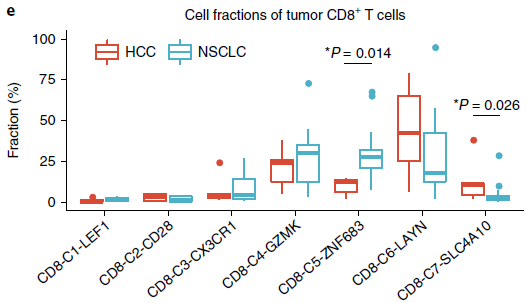 e
Cell fractions of tumor CD8⁺ T cells
HCC NSCLC
Fraction (%)
100
75
50
25
0
*P = 0.014
*P = 0.026
CD8-C1-LEF1
CD8-C2-CD28
CD8-C3-CX3CR1
CD8-C4-GZMK
CD8-C5-ZNF683
CD8-C6-LAYN
CD8-C7-SLC4A10